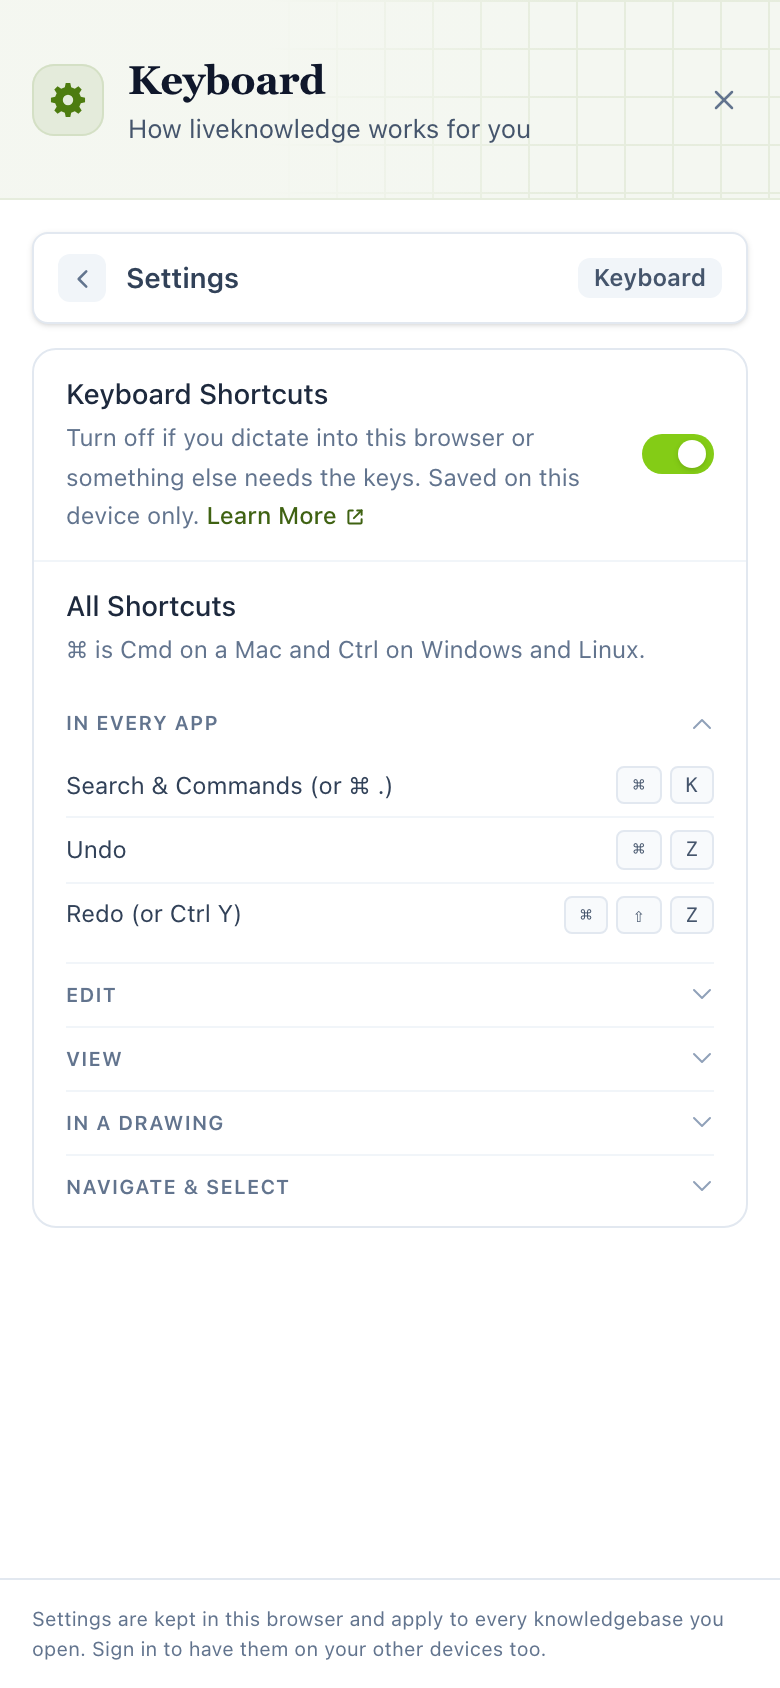 Keyboard
How liveknowledge works for you
Settings
Keyboard
Keyboard Shortcuts
Turn off if you dictate into this browser or
something else needs the keys. Saved on this
device only. Learn More
All Shortcuts
⌘ is Cmd on a Mac and Ctrl on Windows and Linux.
IN EVERY APP
Search & Commands (or ⌘ .) ⌘ K
Undo ⌘ Z
Redo (or Ctrl Y) ⌘ ⇧ Z
EDIT
VIEW
IN A DRAWING
NAVIGATE & SELECT
Settings are kept in this browser and apply to every knowledgebase you
open. Sign in to have them on your other devices too.